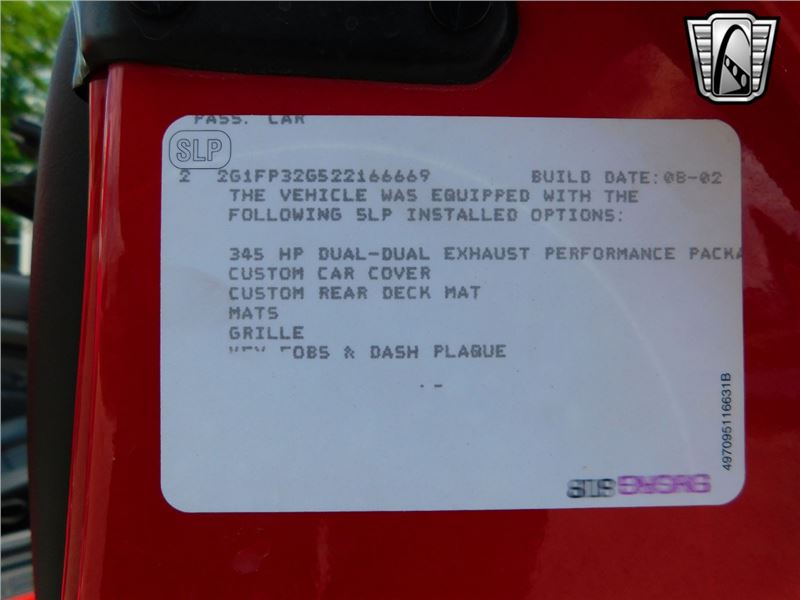 PASS. CAR
SLP
2 2G1FP32G522166669 BUILD DATE:08-02
THE VEHICLE WAS EQUIPPED WITH THE
FOLLOWING SLP INSTALLED OPTIONS:
345 HP DUAL-DUAL EXHAUST PERFORMANCE PACKA
CUSTOM CAR COVER
CUSTOM REAR DECK MAT
MATS
GRILLE
KEY FOBS & DASH PLAQUE
497095116631B